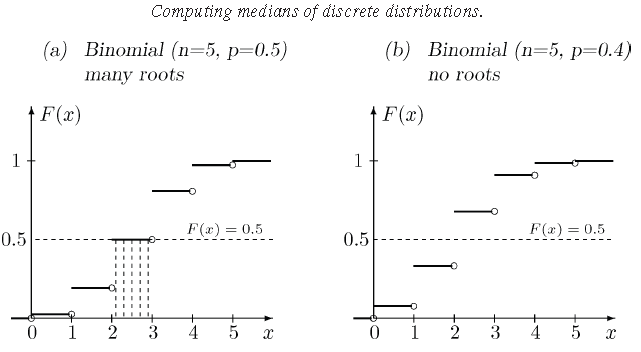 Computing medians of discrete distributions.
(a) Binomial (n=5, p=0.5)
many roots
F(x)
1
F(x) = 0.5
0.5
0 1 2 3 4 5 x
(b) Binomial (n=5, p=0.4)
no roots
F(x)
1
F(x) = 0.5
0.5
0 1 2 3 4 5 x